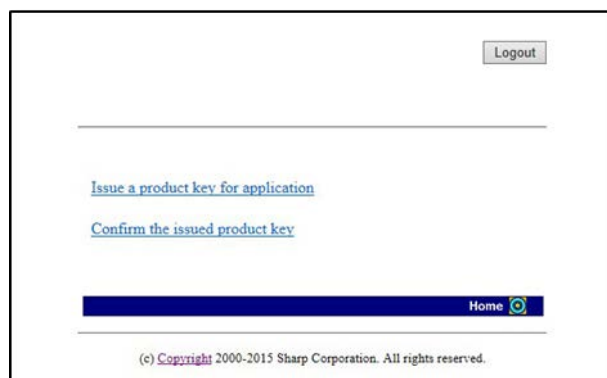 Logout
Issue a product key for application
Confirm the issued product key
Home
(c) Copyright 2000-2015 Sharp Corporation. All rights reserved.